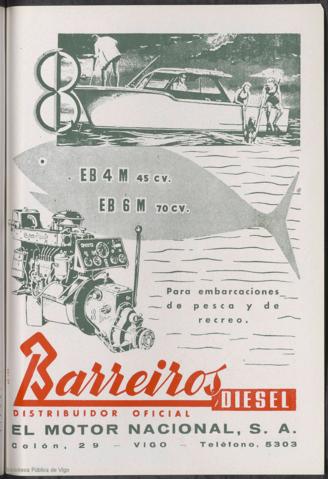 EB 4 M 45 CV.
EB 6 M 70 CV.
Para embarcaciones
de pesca y de
recreo.
Barreiros
DIESEL
DISTRIBUIDOR OFICIAL
EL MOTOR NACIONAL, S. A.
Colón, 29 - VIGO - Teléfono, 5303
Biblioteca Pública de Vigo